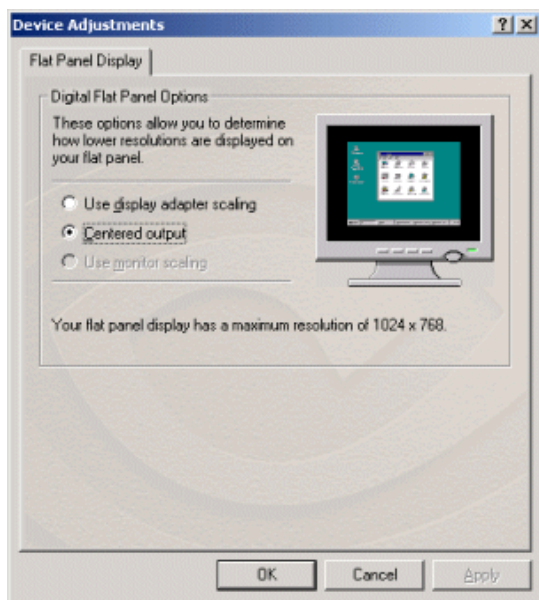 Device Adjustments
Flat Panel Display
Digital Flat Panel Options
These options allow you to determine
how lower resolutions are displayed on
your flat panel.
Use display adapter scaling
Centered output
Use monitor scaling
Your flat panel display has a maximum resolution of 1024 x 768.
OK Cancel Apply